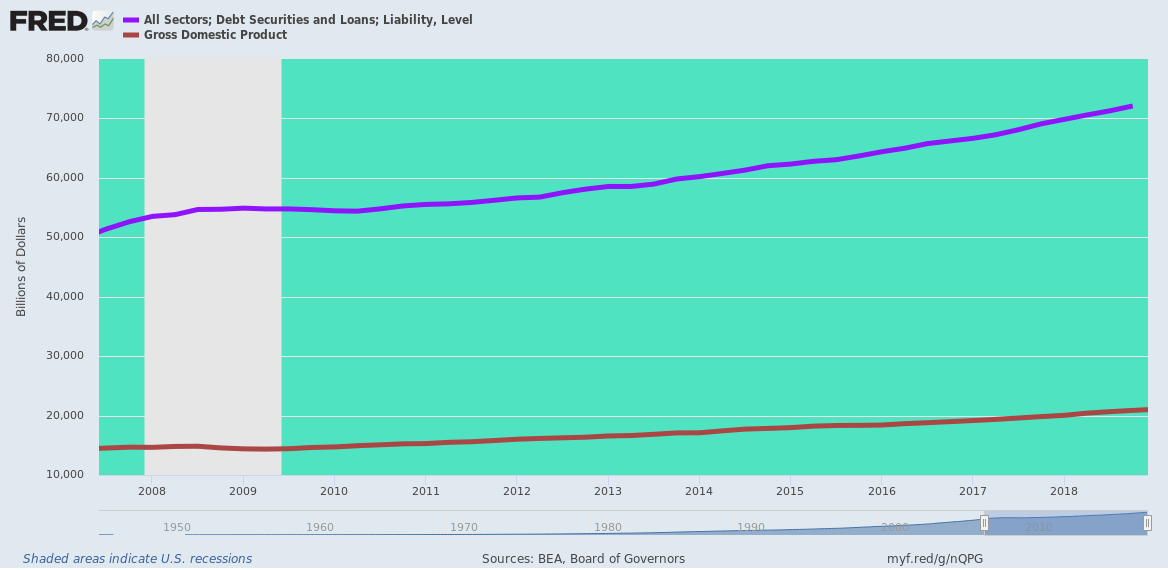 FRED
All Sectors; Debt Securities and Loans; Liability, Level
Gross Domestic Product
80,000
70,000
60,000
50,000
40,000
30,000
20,000
10,000
Billions of Dollars
2008 2009 2010 2011 2012 2013 2014 2015 2016 2017 2018
1950 1960 1970 1980 1990 2000 2010
Shaded areas indicate U.S. recessions
Sources: BEA, Board of Governors
myf.red/g/nQPG